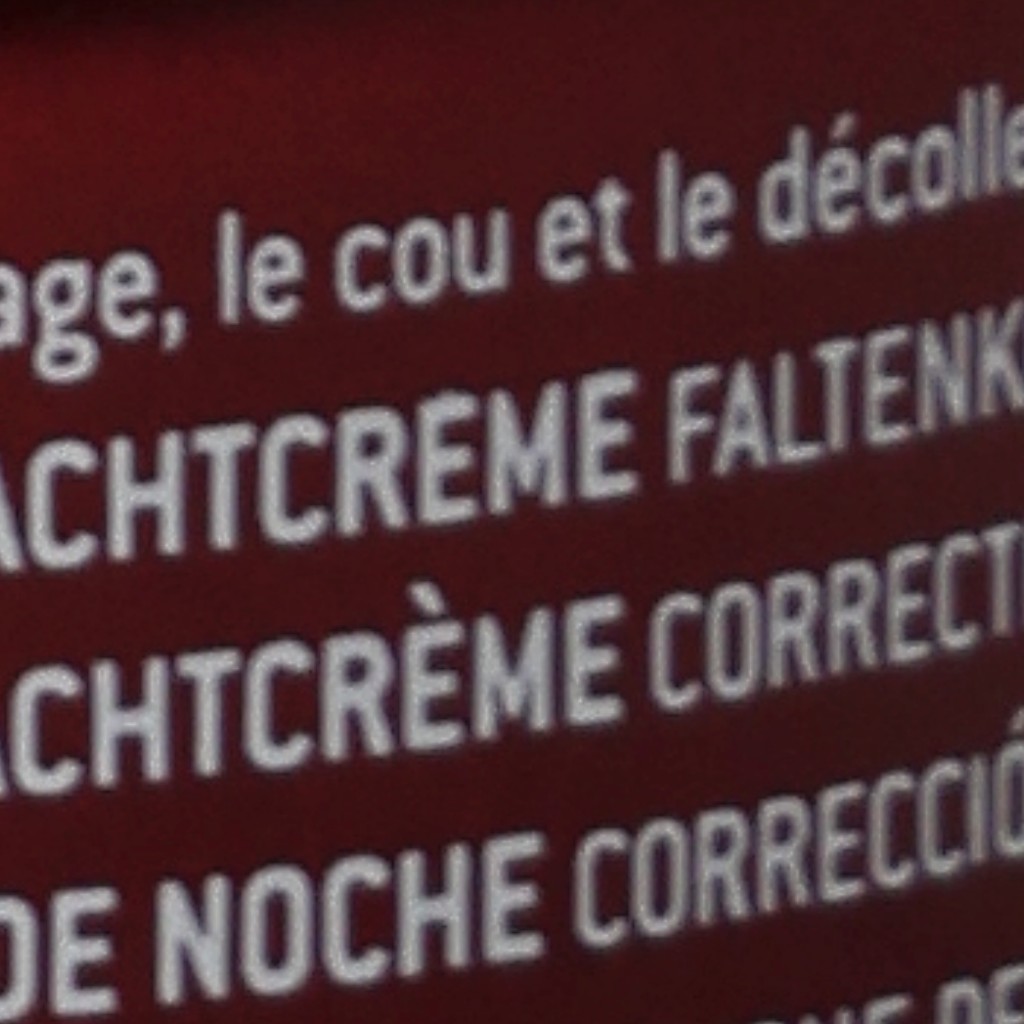 age, le cou et le décolle
ACHTCREME FALTENK
ACHTCRÈME CORRECT
DE NOCHE CORRECCIÓ